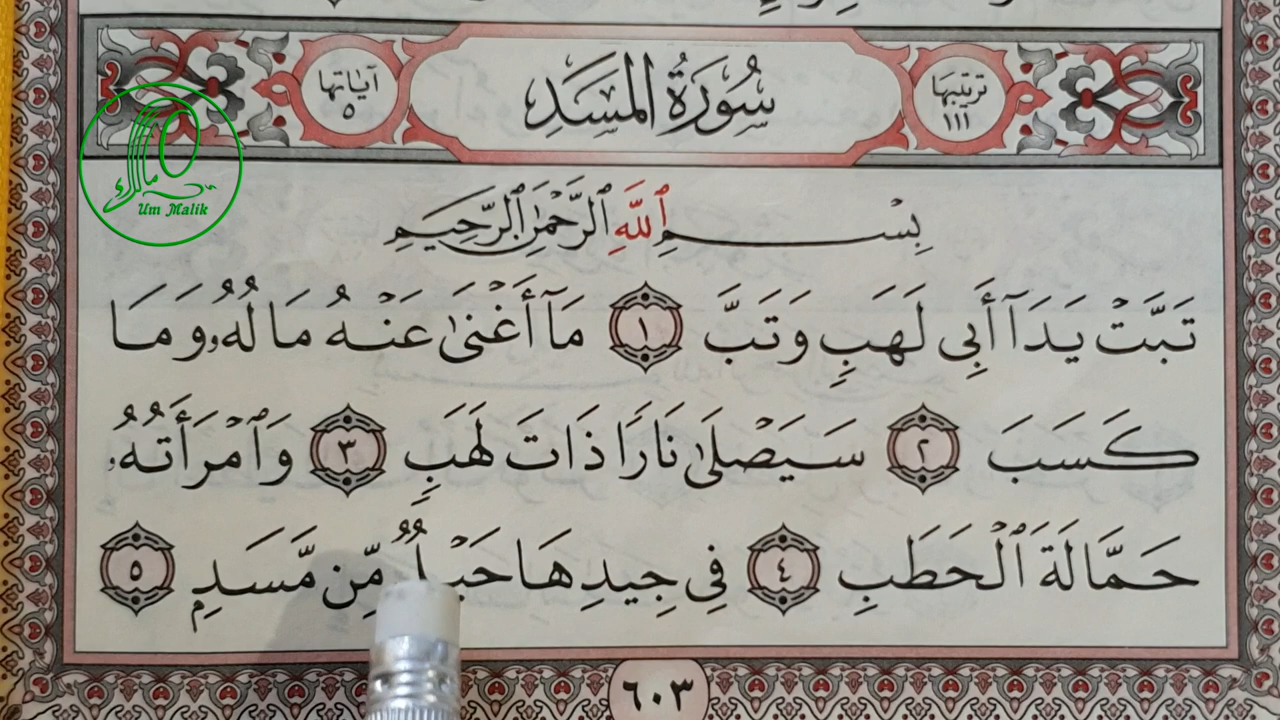 ترتيبها ١١١
سُورَةُ المَسَدِ
آياتها ٥
مالك
Um Malik
بِسْمِ ٱللَّهِ ٱلرَّحْمَٰنِ ٱلرَّحِيمِ
تَبَّتْ يَدَآ أَبِى لَهَبٍ وَتَبَّ ١ مَآ أَغْنَىٰ عَنْهُ مَالُهُۥ وَمَا
كَسَبَ ٢ سَيَصْلَىٰ نَارًا ذَاتَ لَهَبٍ ٣ وَٱمْرَأَتُهُۥ
حَمَّالَةَ ٱلْحَطَبِ ٤ فِى جِيدِهَا حَبْلٌ مِّن مَّسَدٍ ٥
٦٠٣